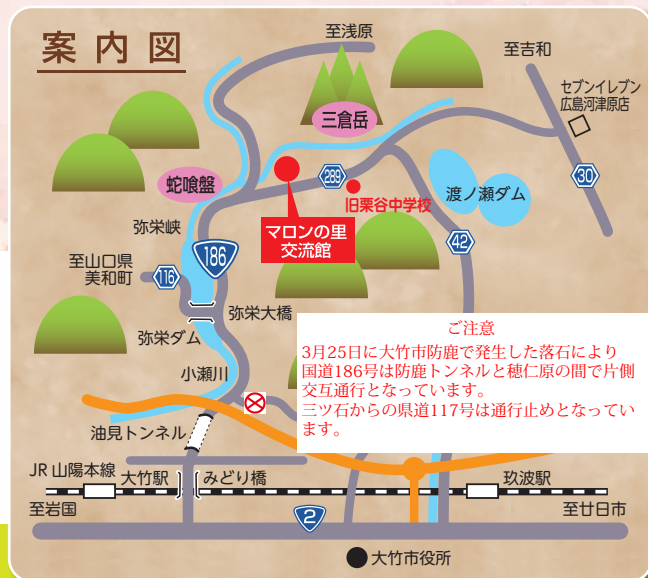 案内図
至浅原
至吉和
セブンイレブン
広島河津原店
三倉岳
蛇喰盤
289
30
旧栗谷中学校
渡ノ瀬ダム
マロンの里
交流館
弥栄峡
186
42
至山口県
美和町
116
弥栄大橋
弥栄ダム
小瀬川
ご注意
3月25日に大竹市防鹿で発生した落石により
国道186号は防鹿トンネルと穂仁原の間で片側
交互通行となっています。
三ツ石からの県道117号は通行止めとなってい
ます。
油見トンネル
JR山陽本線
大竹駅
みどり橋
玖波駅
至岩国
至廿日市
2
大竹市役所